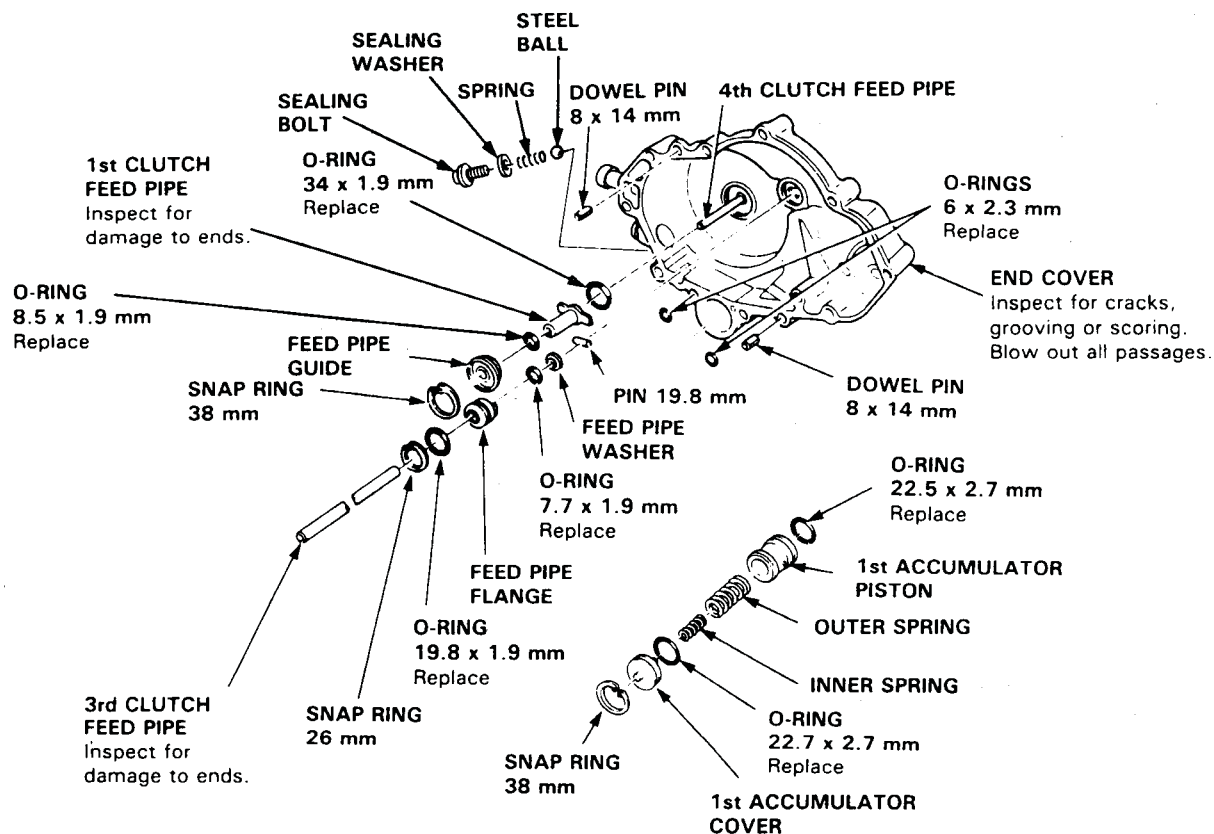 STEEL
BALL
SEALING
WASHER
SPRING
DOWEL PIN
8 x 14 mm
4th CLUTCH FEED PIPE
SEALING
BOLT
1st CLUTCH
FEED PIPE
Inspect for
damage to ends.
O-RING
34 x 1.9 mm
Replace
O-RINGS
6 x 2.3 mm
Replace
END COVER
Inspect for cracks,
grooving or scoring.
Blow out all passages.
O-RING
8.5 x 1.9 mm
Replace
FEED PIPE
GUIDE
SNAP RING
38 mm
PIN 19.8 mm
DOWEL PIN
8 x 14 mm
FEED PIPE
WASHER
O-RING
7.7 x 1.9 mm
Replace
O-RING
22.5 x 2.7 mm
Replace
FEED PIPE
FLANGE
1st ACCUMULATOR
PISTON
O-RING
19.8 x 1.9 mm
Replace
OUTER SPRING
INNER SPRING
3rd CLUTCH
FEED PIPE
Inspect for
damage to ends.
SNAP RING
26 mm
O-RING
22.7 x 2.7 mm
Replace
SNAP RING
38 mm
1st ACCUMULATOR
COVER